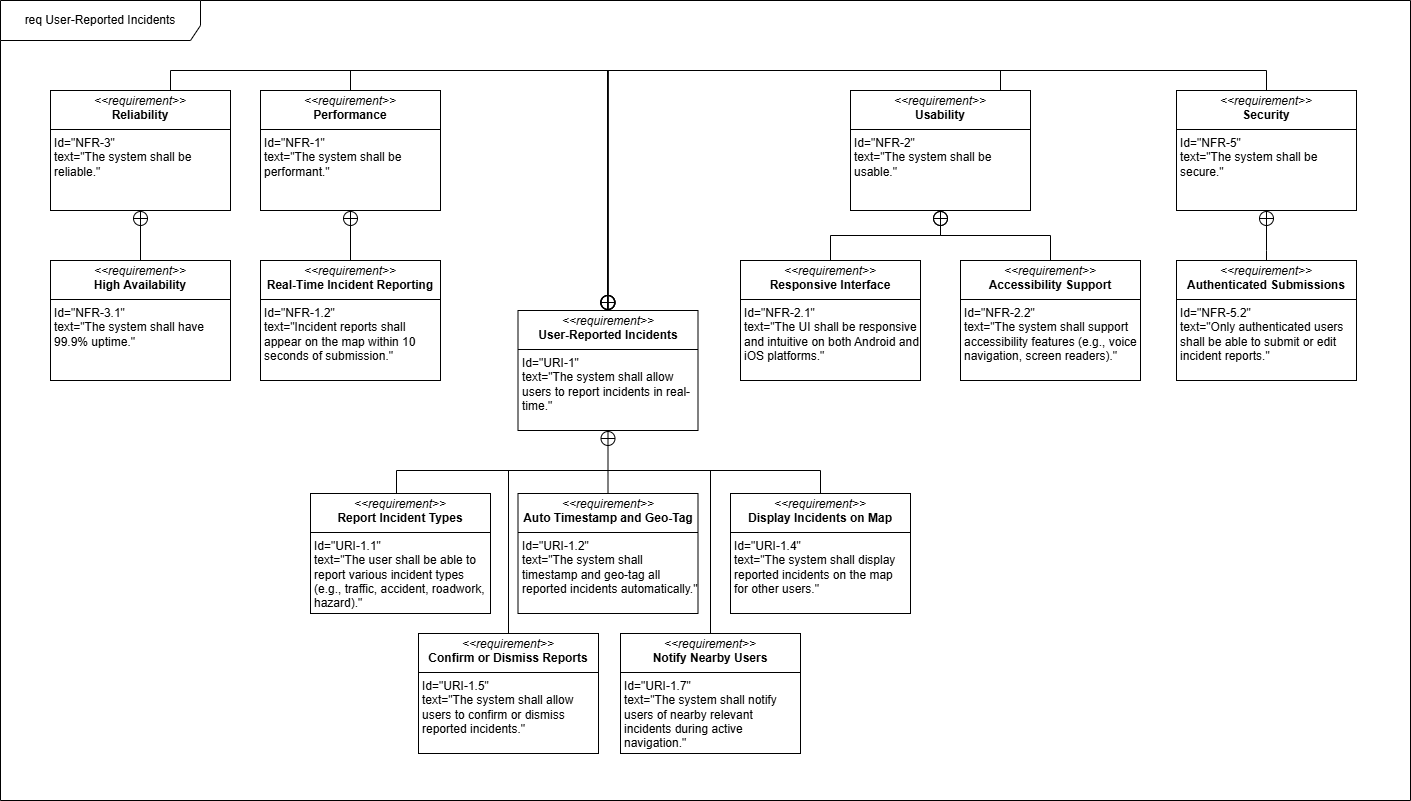 req User-Reported Incidents
<<requirement>>
Reliability
Id="NFR-3"
text="The system shall be
reliable."
<<requirement>>
Performance
Id="NFR-1"
text="The system shall be
performant."
<<requirement>>
Usability
Id="NFR-2"
text="The system shall be
usable."
<<requirement>>
Security
Id="NFR-5"
text="The system shall be
secure."
<<requirement>>
High Availability
Id="NFR-3.1"
text="The system shall have
99.9% uptime."
<<requirement>>
Real-Time Incident Reporting
Id="NFR-1.2"
text="Incident reports shall
appear on the map within 10
seconds of submission."
<<requirement>>
User-Reported Incidents
Id="URI-1"
text="The system shall allow
users to report incidents in real-
time."
<<requirement>>
Responsive Interface
Id="NFR-2.1"
text="The UI shall be responsive
and intuitive on both Android and
iOS platforms."
<<requirement>>
Accessibility Support
Id="NFR-2.2"
text="The system shall support
accessibility features (e.g., voice
navigation, screen readers)."
<<requirement>>
Authenticated Submissions
Id="NFR-5.2"
text="Only authenticated users
shall be able to submit or edit
incident reports."
<<requirement>>
Report Incident Types
Id="URI-1.1"
text="The user shall be able to
report various incident types
(e.g., traffic, accident, roadwork,
hazard)."
<<requirement>>
Auto Timestamp and Geo-Tag
Id="URI-1.2"
text="The system shall
timestamp and geo-tag all
reported incidents automatically."
<<requirement>>
Display Incidents on Map
Id="URI-1.4"
text="The system shall display
reported incidents on the map
for other users."
<<requirement>>
Confirm or Dismiss Reports
Id="URI-1.5"
text="The system shall allow
users to confirm or dismiss
reported incidents."
<<requirement>>
Notify Nearby Users
Id="URI-1.7"
text="The system shall notify
users of nearby relevant
incidents during active
navigation."